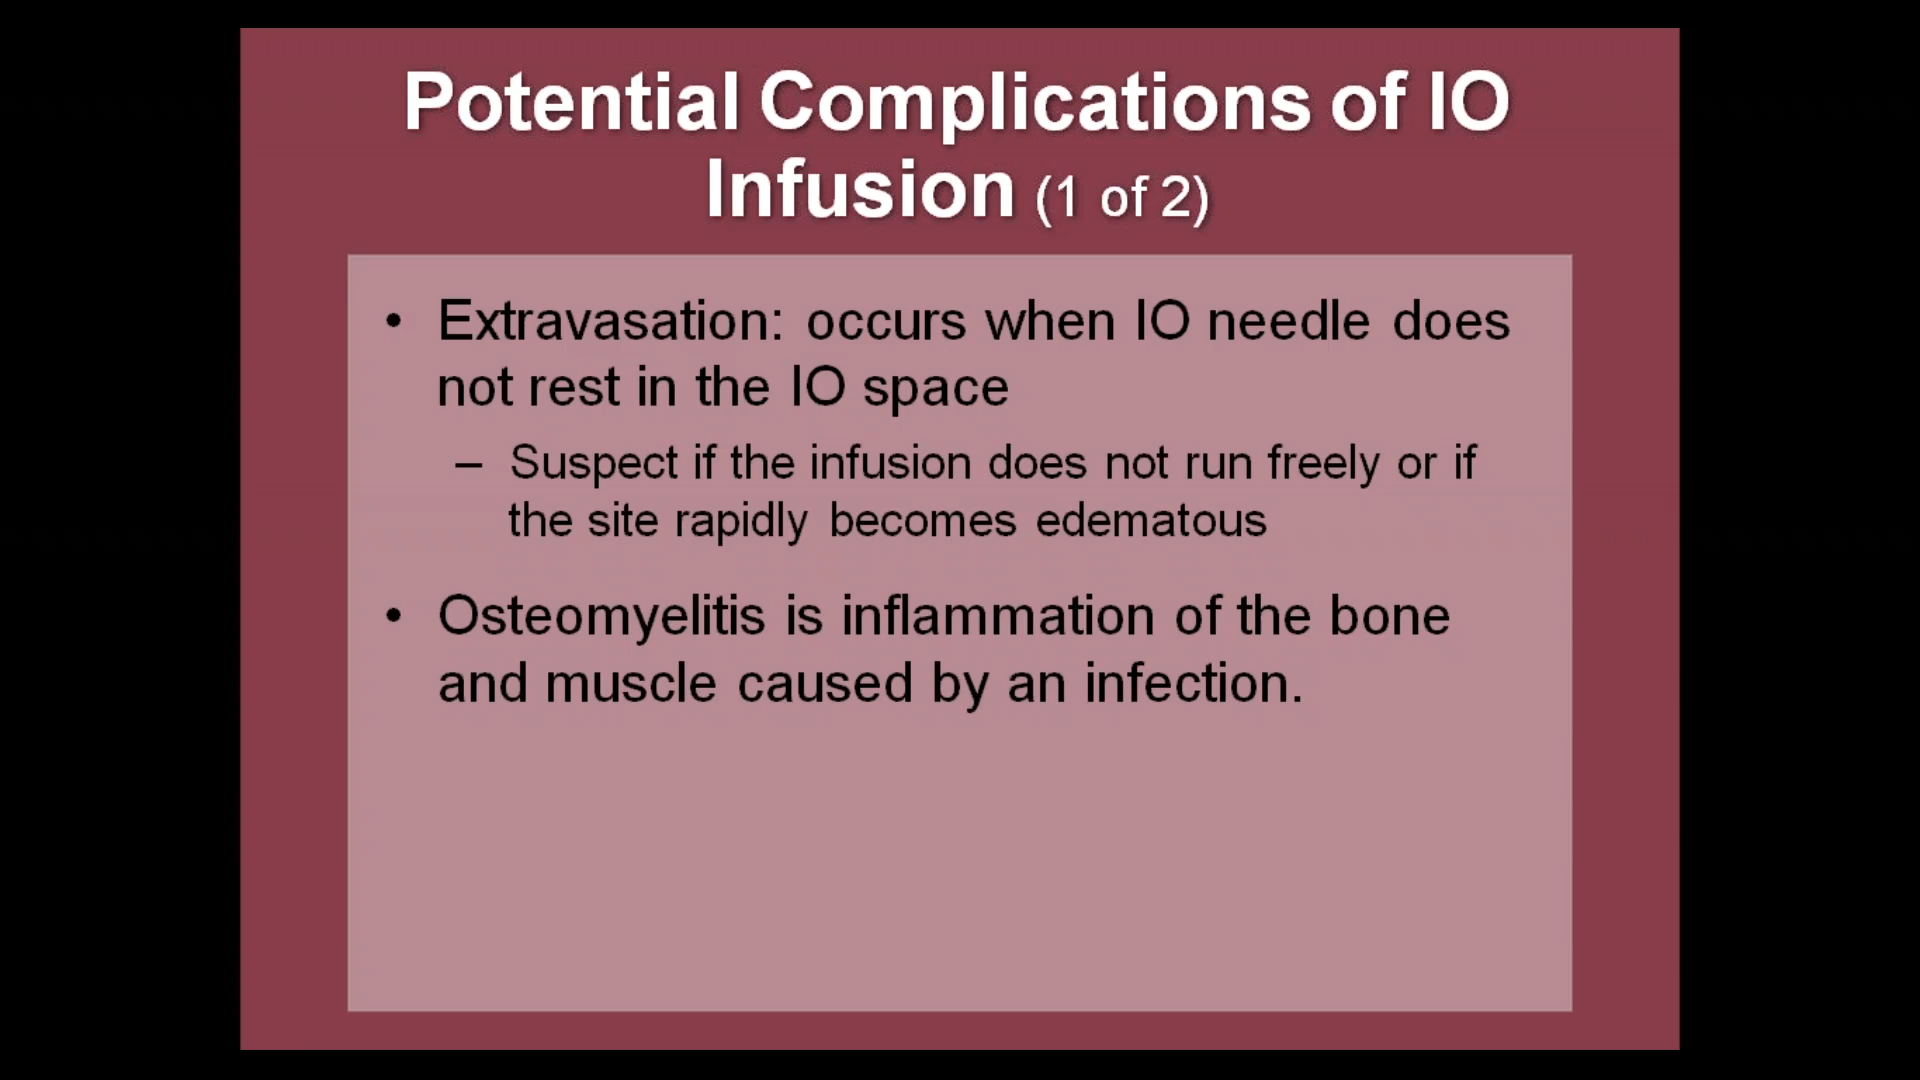 Potential Complications of IO
Infusion (1 of 2)
• Extravasation: occurs when IO needle does
not rest in the IO space
– Suspect if the infusion does not run freely or if
the site rapidly becomes edematous
• Osteomyelitis is inflammation of the bone
and muscle caused by an infection.